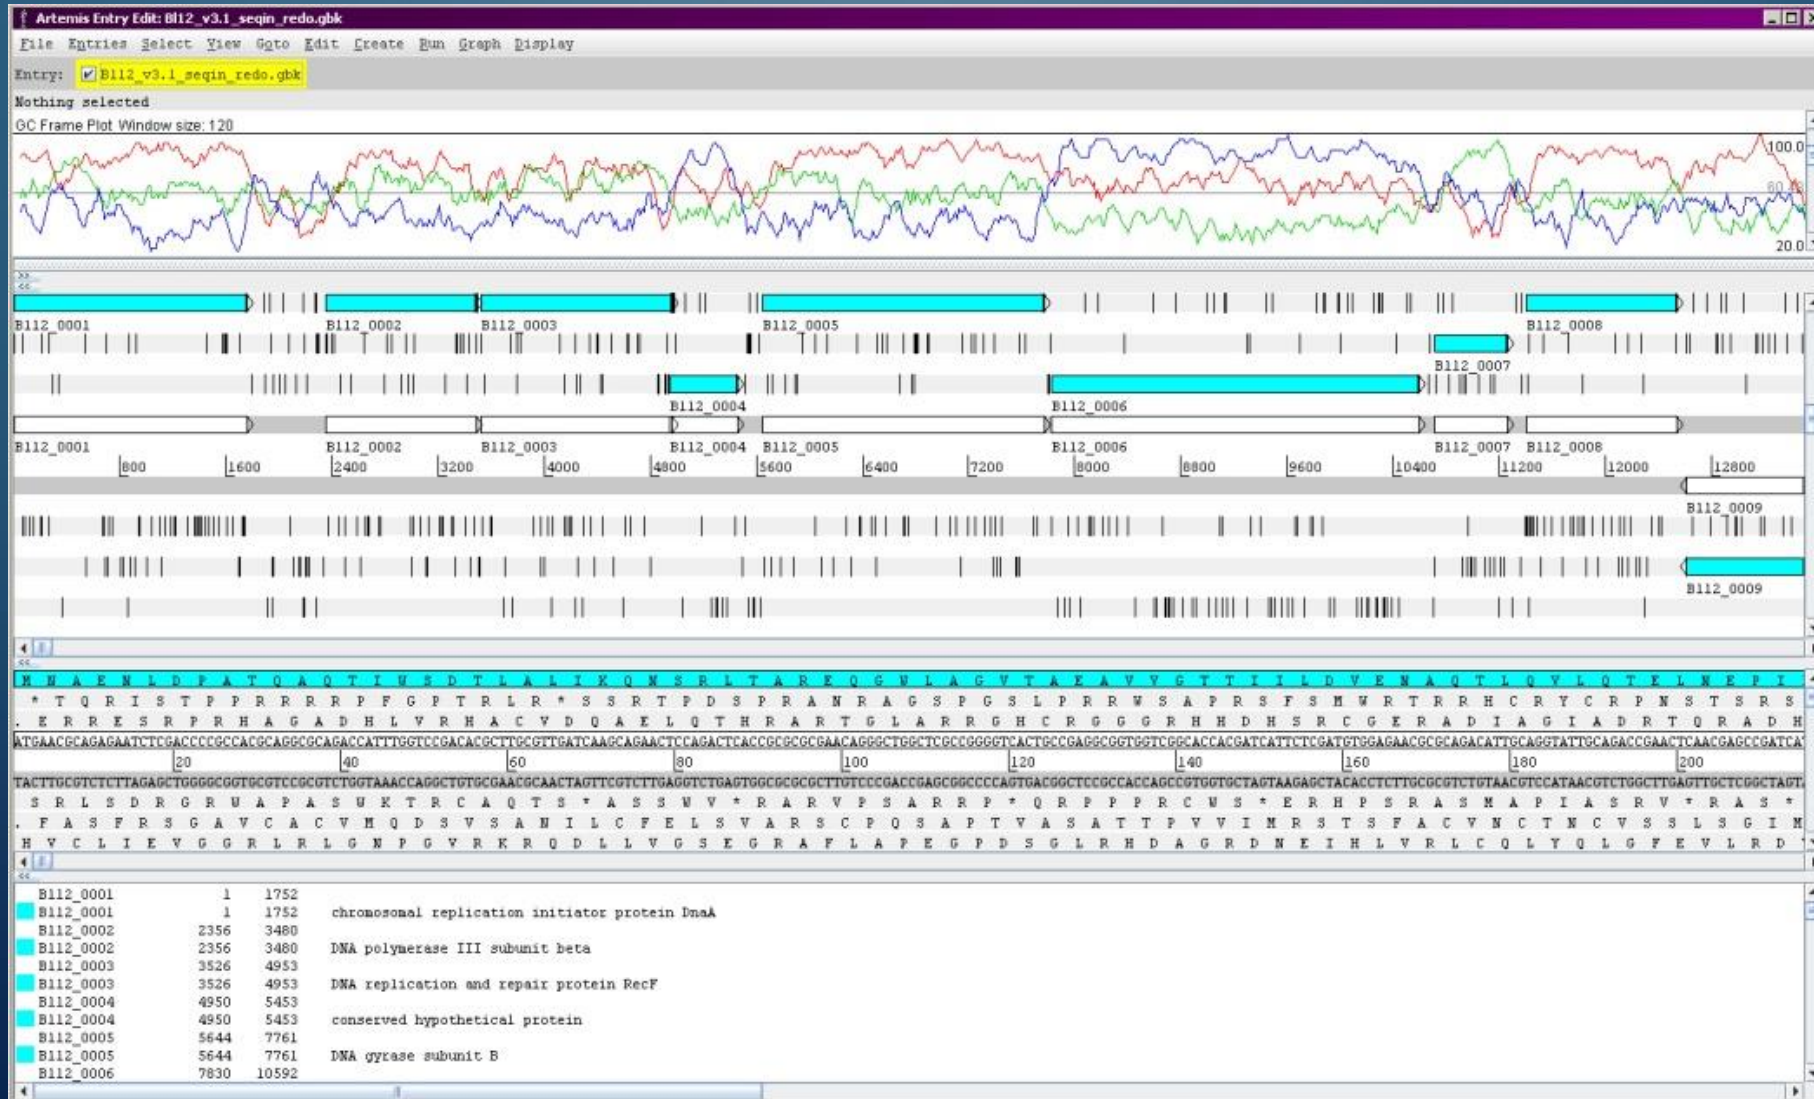 Artemis Entry Edit: Bl12_v3.1_seqin_redo.gbk
File Entries Select View Goto Edit Create Run Graph Display
Entry: B112_v3.1_seqin_redo.gbk
Nothing selected
GC Frame Plot Window size: 120
100.0
20.0
B112_0001 B112_0002 B112_0003 B112_0005 B112_0008
B112_0007
B112_0004 B112_0006
B112_0001 B112_0002 B112_0003 B112_0004 B112_0005 B112_0006 B112_0007 B112_0008
800 1600 2400 3200 4000 4800 5600 6400 7200 8000 8800 9600 10400 11200 12000 12800
B112_0009
B112_0009
M N A E N L D P A T Q A Q T I W S D T L A L I K Q N S R L T A R E Q G W L A G V T A E A V V G T T I I L D V E N A Q T L Q V L Q T E L N E P I
* T Q R I S T P P R R R R P F G P T R L R * S S R T P D S P R A N R A G S P G S L P R R W S A P R S F S M W R T R R H C R Y C R P N S T S R S
. E R R E S R P R H A G A D H L V R H A C V D Q A E L Q T H R A R T G L A R R G H C R G G G R H H D H S R C G E R A D I A G I A D R T Q R A D H
20 40 60 80 100 120 140 160 180 200
S R L S D R G R W A P A S W K T R C A Q T S * A S S W V * R A R V P S A R R P * Q R P P P R C W S * E R H P S R A S M A P I A S R V * R A S *
. F A S F R S G A V C A C V M Q D S V S A N I L C F E L S V A R S C P Q S A P T V A S A T T P V V I M R S T S F A C V N C T N C V S S L S G I M
H V C L I E V G G R L R L G N P G V R K R Q D L L V G S E G R A F L A P E G P D S G L R H D A G R D N E I H L V R L C Q L Y Q L G F E V L R D
B112_0001 1 1752
B112_0001 1 1752 chromosomal replication initiator protein DnaA
B112_0002 2356 3480
B112_0002 2356 3480 DNA polymerase III subunit beta
B112_0003 3526 4953
B112_0003 3526 4953 DNA replication and repair protein RecF
B112_0004 4950 5453
B112_0004 4950 5453 conserved hypothetical protein
B112_0005 5644 7761
B112_0005 5644 7761 DNA gyrase subunit B
B112_0006 7830 10592